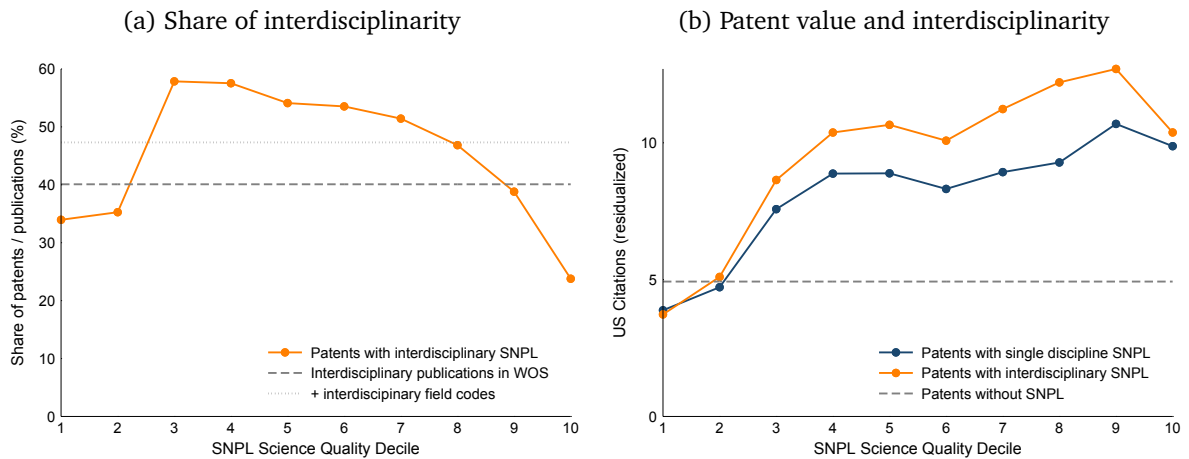 (a) Share of interdisciplinarity
60
50
40
30
20
10
0
Share of patents / publications (%)
Patents with interdisciplinary SNPL
Interdisciplinary publications in WOS
+ interdiscipinary field codes
1 2 3 4 5 6 7 8 9 10
SNPL Science Quality Decile
(b) Patent value and interdisciplinarity
10
5
0
US Citations (residualized)
Patents with single discipline SNPL
Patents with interdisciplinary SNPL
Patents without SNPL
1 2 3 4 5 6 7 8 9 10
SNPL Science Quality Decile